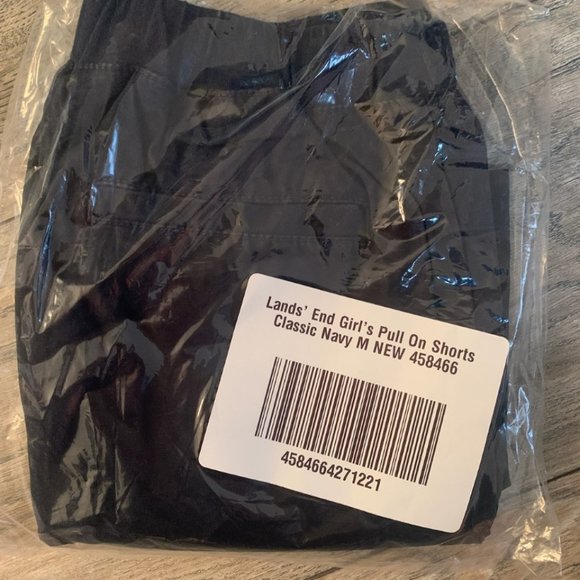 Lands' End Girl's Pull On Shorts
Classic Navy M NEW 458466
4584664271221